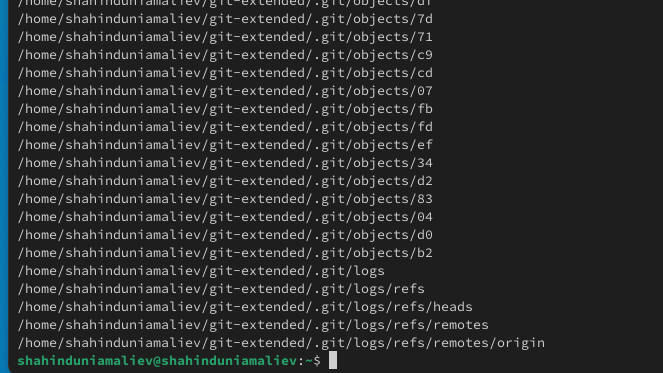 /home/shahinduniamaliev/git-extended/.git/objects/df
/home/shahinduniamaliev/git-extended/.git/objects/7d
/home/shahinduniamaliev/git-extended/.git/objects/71
/home/shahinduniamaliev/git-extended/.git/objects/c9
/home/shahinduniamaliev/git-extended/.git/objects/cd
/home/shahinduniamaliev/git-extended/.git/objects/07
/home/shahinduniamaliev/git-extended/.git/objects/fb
/home/shahinduniamaliev/git-extended/.git/objects/fd
/home/shahinduniamaliev/git-extended/.git/objects/ef
/home/shahinduniamaliev/git-extended/.git/objects/34
/home/shahinduniamaliev/git-extended/.git/objects/d2
/home/shahinduniamaliev/git-extended/.git/objects/83
/home/shahinduniamaliev/git-extended/.git/objects/04
/home/shahinduniamaliev/git-extended/.git/objects/d0
/home/shahinduniamaliev/git-extended/.git/objects/b2
/home/shahinduniamaliev/git-extended/.git/logs
/home/shahinduniamaliev/git-extended/.git/logs/refs
/home/shahinduniamaliev/git-extended/.git/logs/refs/heads
/home/shahinduniamaliev/git-extended/.git/logs/refs/remotes
/home/shahinduniamaliev/git-extended/.git/logs/refs/remotes/origin
shahinduniamaliev@shahinduniamaliev:~$